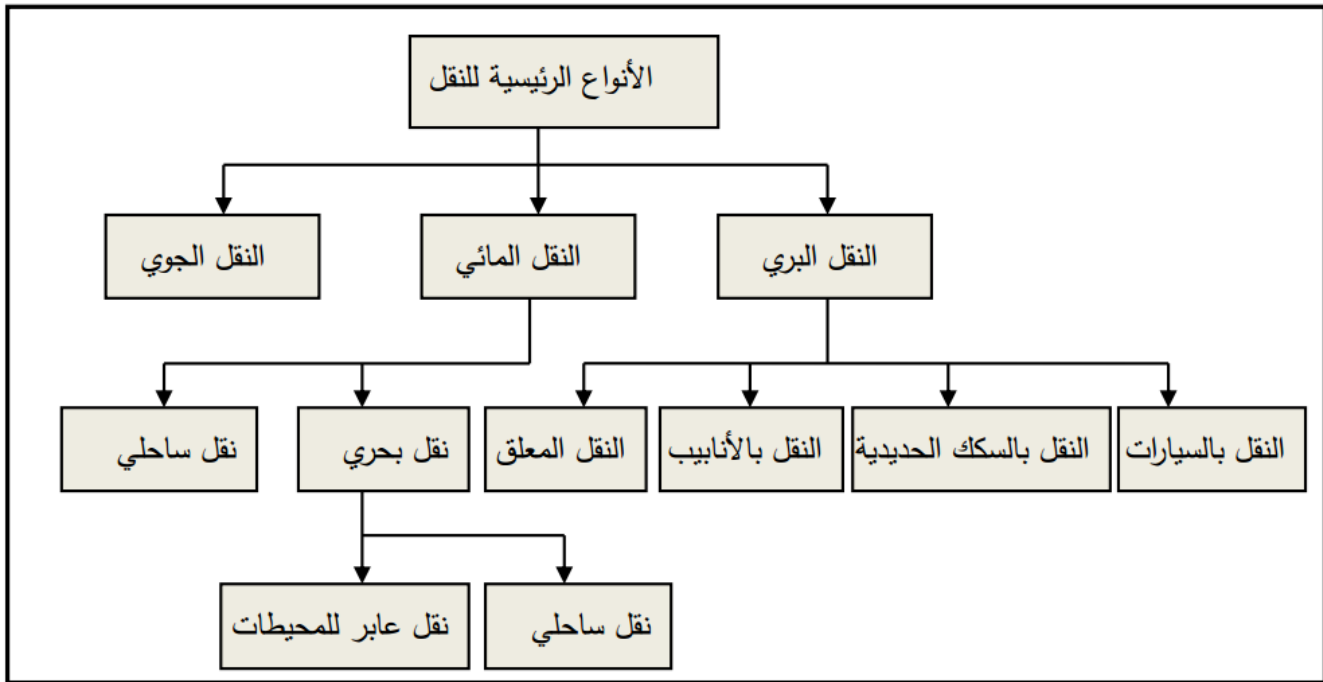 الأنواع الرئيسية للنقل
النقل البري
النقل المائي
النقل الجوي
النقل بالسيارات
النقل بالسكك الحديدية
النقل بالأنابيب
النقل المعلق
نقل بحري
نقل ساحلي
نقل ساحلي
نقل عابر للمحيطات